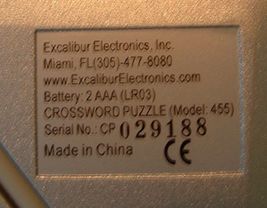 Excalibur Electronics, Inc.
Miami, FL(305)-477-8080
www.ExcaliburElectronics.com
Battery: 2 AAA (LR03)
CROSSWORD PUZZLE (Model: 455)
Serial No.: CP 029188
Made in China CE